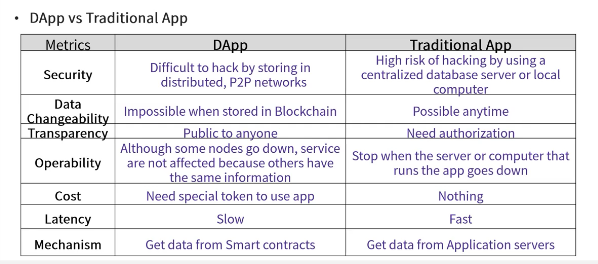 • DApp vs Traditional App
Metrics DApp Traditional App
Security Difficult to hack by storing in distributed, P2P networks High risk of hacking by using a centralized database server or local computer
Data Changeability Impossible when stored in Blockchain Possible anytime
Transparency Public to anyone Need authorization
Operability Although some nodes go down, service are not affected because others have the same information Stop when the server or computer that runs the app goes down
Cost Need special token to use app Nothing
Latency Slow Fast
Mechanism Get data from Smart contracts Get data from Application servers